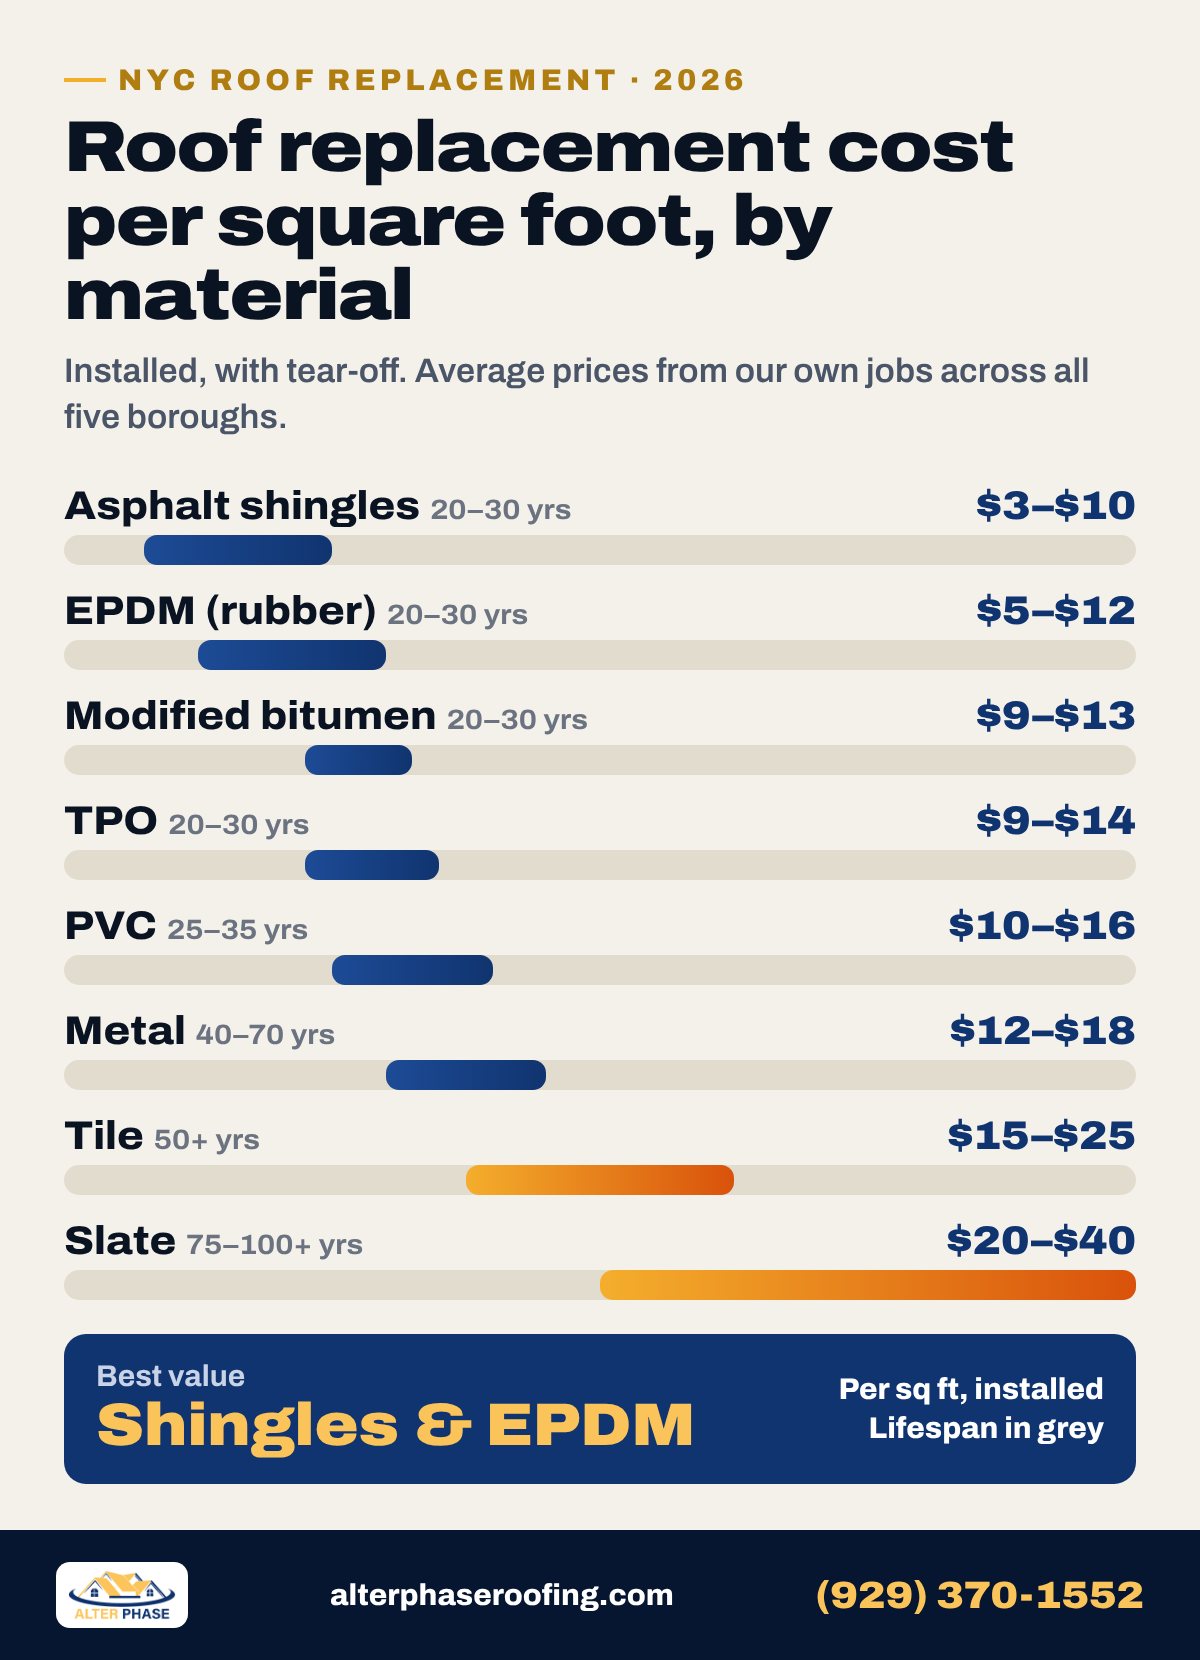 NYC ROOF REPLACEMENT · 2026
Roof replacement cost
per square foot, by
material
Installed, with tear-off. Average prices from our own jobs across all
five boroughs.
Asphalt shingles 20–30 yrs $3–$10
EPDM (rubber) 20–30 yrs $5–$12
Modified bitumen 20–30 yrs $9–$13
TPO 20–30 yrs $9–$14
PVC 25–35 yrs $10–$16
Metal 40–70 yrs $12–$18
Tile 50+ yrs $15–$25
Slate 75–100+ yrs $20–$40
Best value
Shingles & EPDM
Per sq ft, installed
Lifespan in grey
ALTER PHASE
alterphaseroofing.com
(929) 370-1552